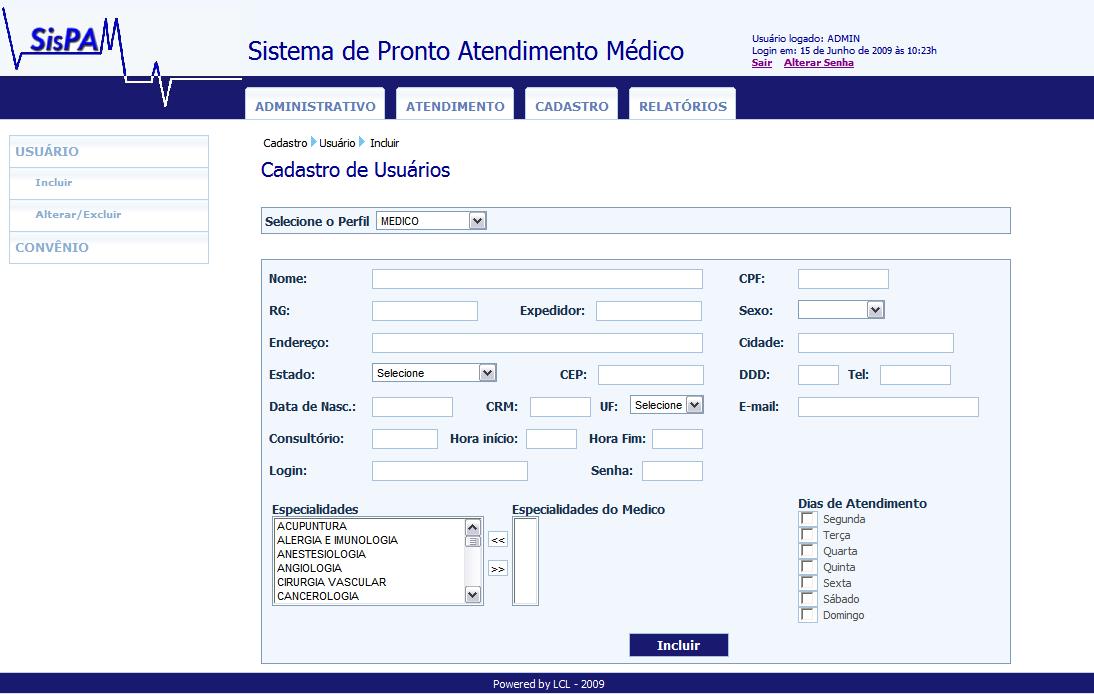 SisPAM
Sistema de Pronto Atendimento Médico
Usuário logado: ADMIN
Login em: 15 de Junho de 2009 às 10:23h
Sair Alterar Senha
ADMINISTRATIVO ATENDIMENTO CADASTRO RELATÓRIOS
USUÁRIO
Incluir
Alterar/Excluir
CONVÊNIO
Cadastro Usuário Incluir
Cadastro de Usuários
Selecione o Perfil MEDICO
Nome: CPF:
RG: Expedidor: Sexo:
Endereço: Cidade:
Estado: Selecione CEP: DDD: Tel:
Data de Nasc.: CRM: UF: Selecione E-mail:
Consultório: Hora início: Hora Fim:
Login: Senha:
Especialidades
ACUPUNTURA
ALERGIA E IMUNOLOGIA
ANESTESIOLOGIA
ANGIOLOGIA
CIRURGIA VASCULAR
CANCEROLOGIA
<<
>>
Especialidades do Medico
Dias de Atendimento
Segunda
Terça
Quarta
Quinta
Sexta
Sábado
Domingo
Incluir
Powered by LCL - 2009